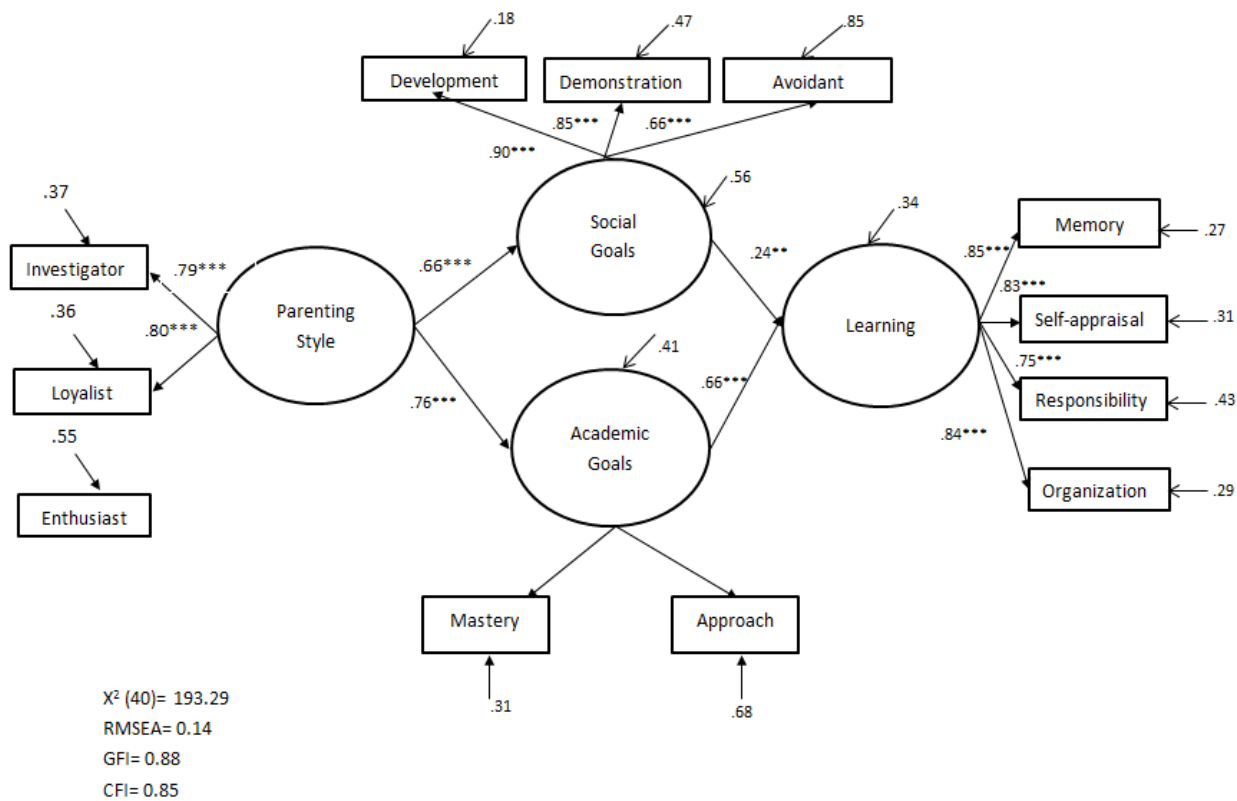 .18
.47
.85
Development
Demonstration
Avoidant
.90***
.85***
.66***
.56
Social
Goals
.37
Investigator
.79***
.36
.80***
Loyalist
.55
Enthusiast
Parenting
Style
.66***
.76***
.24**
.66***
.41
Academic
Goals
.34
Learning
.85***
Memory
.27
.83***
Self-appraisal
.31
.75***
Responsibility
.43
.84***
Organization
.29
Mastery
Approach
.31
.68
X² (40)= 193.29
RMSEA= 0.14
GFI= 0.88
CFI= 0.85